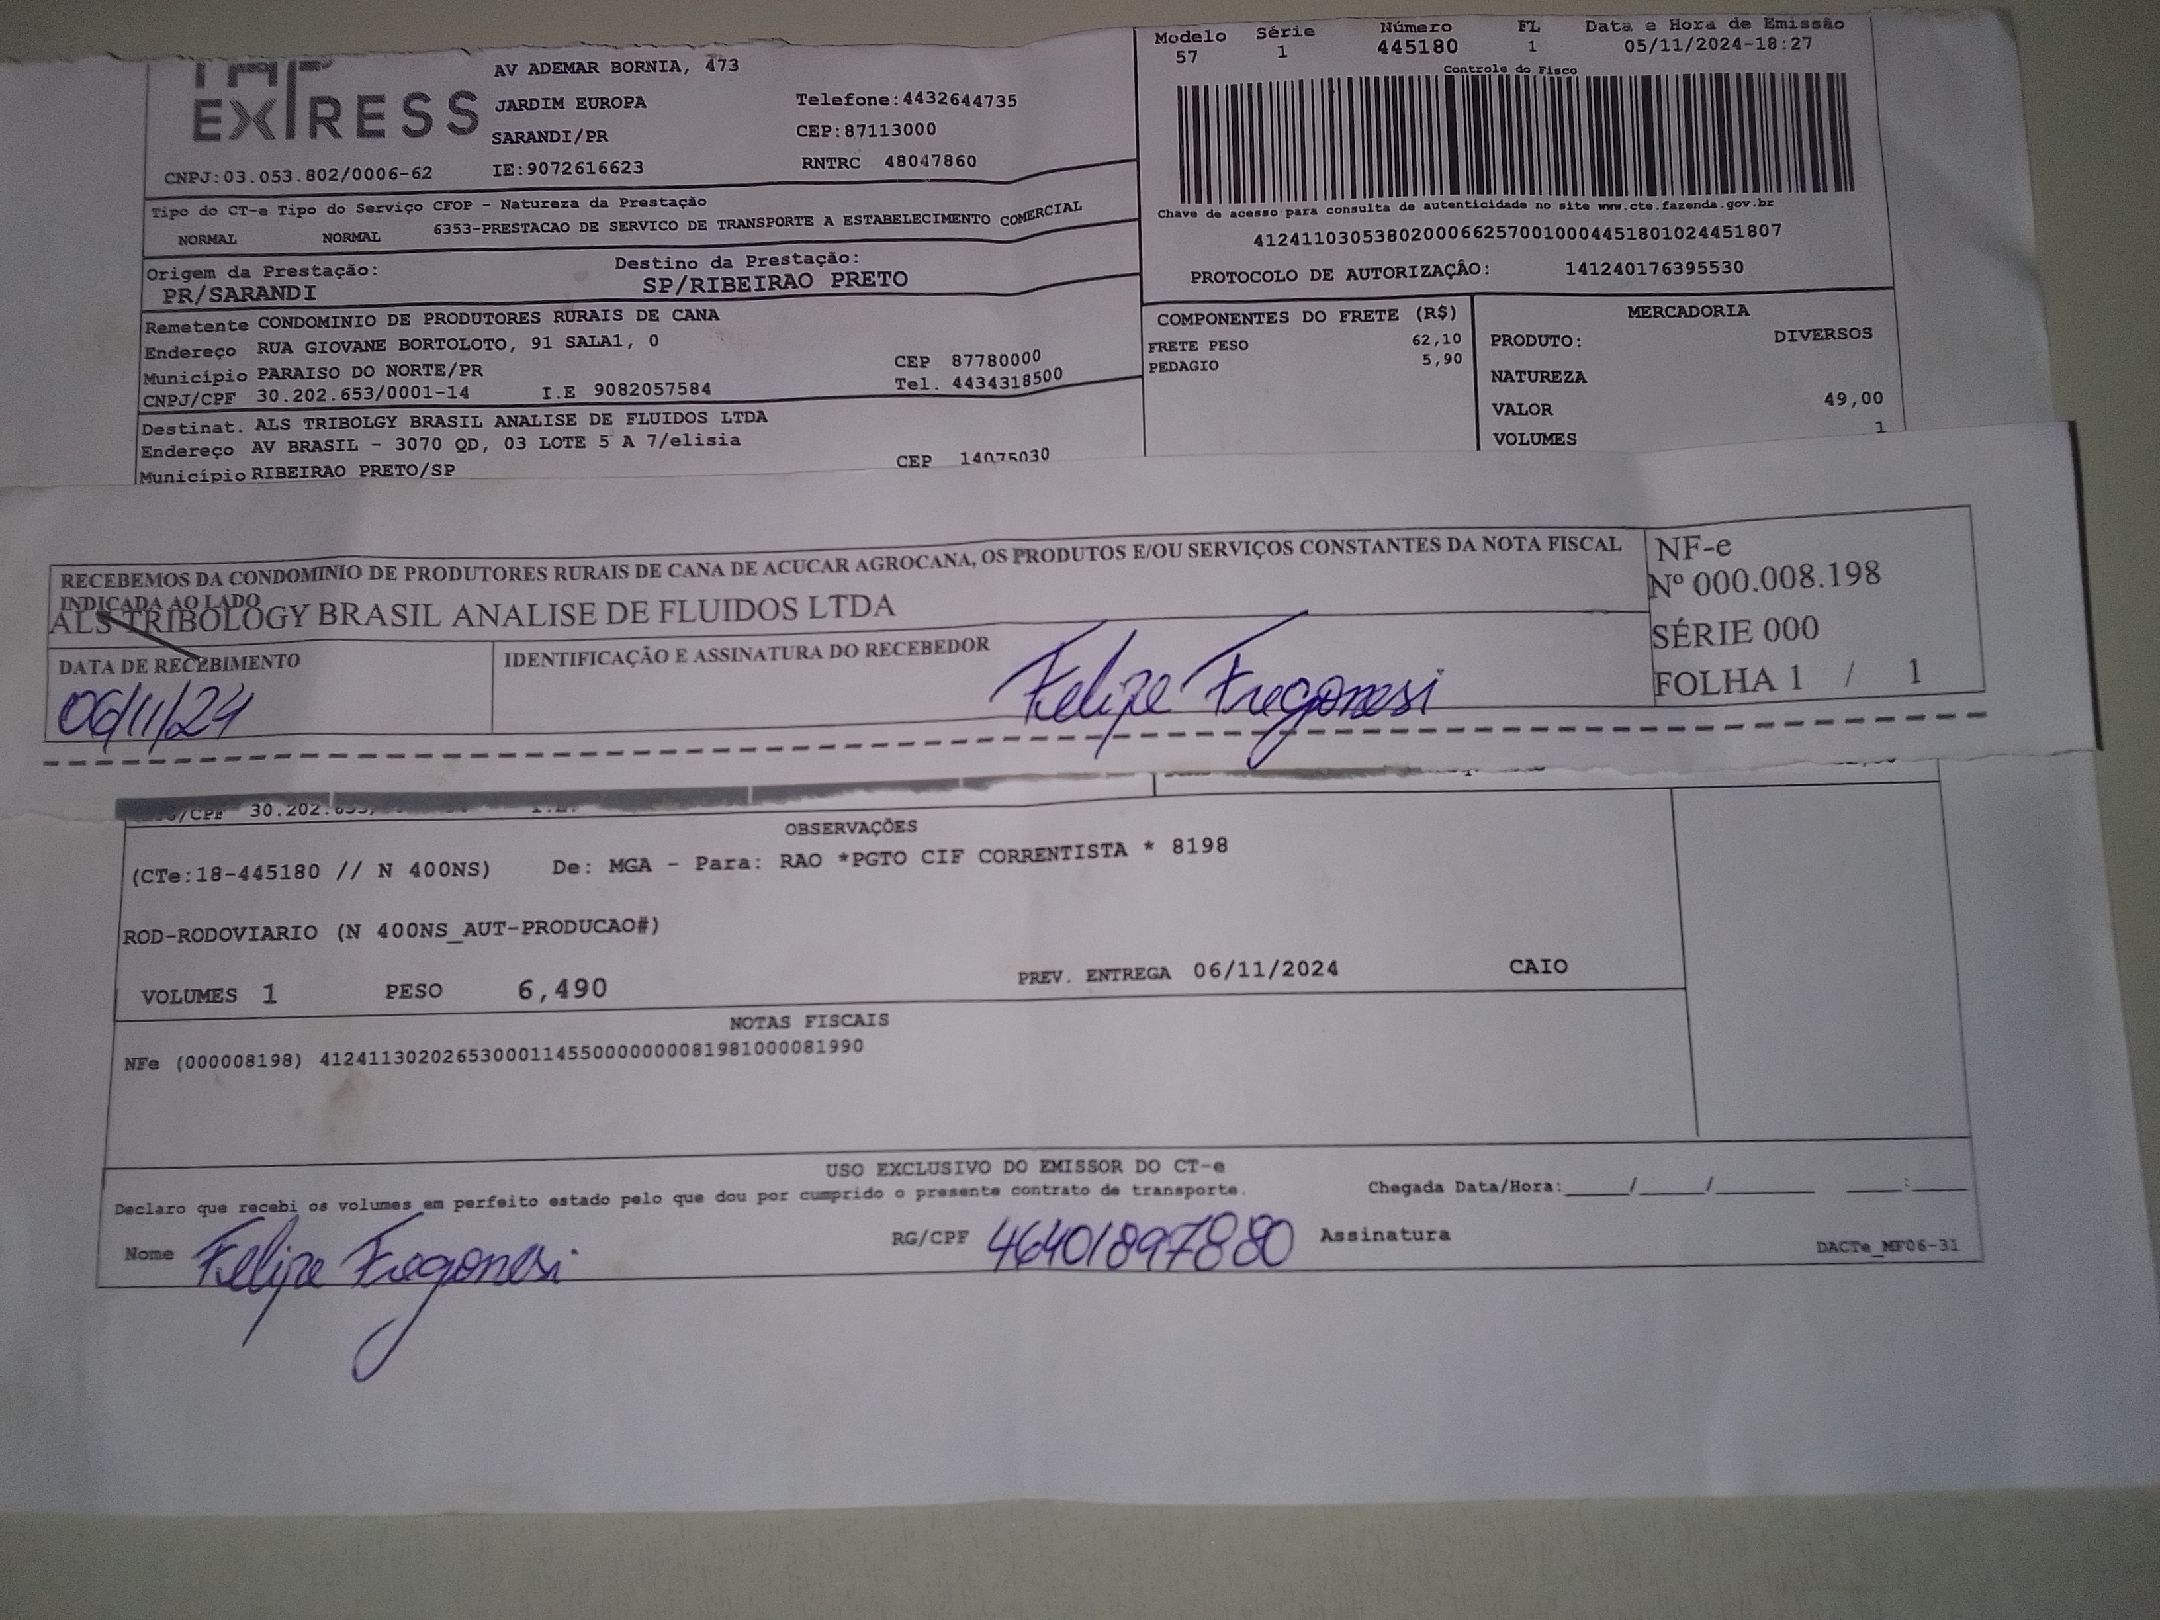 EXPRESS
CNPJ:03.053.802/0006-62
AV ADEMAR BORNIA, 473
JARDIM EUROPA
SARANDI/PR
IE:9072616623
Telefone:4432644735
CEP:87113000
RNTRC 48047860
Modelo Série Número FL Data e Hora de Emissão
57 1 445180 1 05/11/2024-18:27
Controle do Fisco
Chave de acesso para consulta de autenticidade no site www.cte.fazenda.gov.br
41241103053802000662570010004451801024451807
PROTOCOLO DE AUTORIZAÇÂO: 141240176395530
Tipo do CT-e Tipo do Serviço CFOP - Natureza da Prestação
NORMAL NORMAL 6353-PRESTACAO DE SERVICO DE TRANSPORTE A ESTABELECIMENTO COMERCIAL
Origem da Prestação: Destino da Prestação:
PR/SARANDI SP/RIBEIRAO PRETO
Remetente CONDOMINIO DE PRODUTORES RURAIS DE CANA
Endereço RUA GIOVANE BORTOLOTO, 91 SALA1, 0
Município PARAISO DO NORTE/PR CEP 87780000
CNPJ/CPF 30.202.653/0001-14 I.E 9082057584 Tel. 4434318500
Destinat. ALS TRIBOLGY BRASIL ANALISE DE FLUIDOS LTDA
Endereço AV BRASIL - 3070 QD, 03 LOTE 5 A 7/elisia
Município RIBEIRAO PRETO/SP CEP 14075030
COMPONENTES DO FRETE (R$)
FRETE PESO 62,10
PEDAGIO 5,90
MERCADORIA
PRODUTO: DIVERSOS
NATUREZA
VALOR 49,00
VOLUMES 1
RECEBEMOS DA CONDOMINIO DE PRODUTORES RURAIS DE CANA DE ACUCAR AGROCANA, OS PRODUTOS E/OU SERVIÇOS CONSTANTES DA NOTA FISCAL
INDICADA AO LADO
ALS TRIBOLOGY BRASIL ANALISE DE FLUIDOS LTDA
DATA DE RECEBIMENTO
06/11/24
IDENTIFICAÇÃO E ASSINATURA DO RECEBEDOR
Felipe Fregonesi
NF-e
Nº 000.008.198
SÉRIE 000
FOLHA 1 / 1
/CPF 30.202.653/
OBSERVAÇÕES
(CTe:18-445180 // N 400NS) De: MGA - Para: RAO *PGTO CIF CORRENTISTA * 8198
ROD-RODOVIARIO (N 400NS_AUT-PRODUCAO#)
VOLUMES 1 PESO 6,490 PREV. ENTREGA 06/11/2024 CAIO
NOTAS FISCAIS
NFe (000008198) 41241130202653000114550000000081981000081990
USO EXCLUSIVO DO EMISSOR DO CT-e
Declaro que recebi os volumes em perfeito estado pelo que dou por cumprido o presente contrato de transporte. Chegada Data/Hora:____/____/______ ____:____
Nome Felipe Fregonesi RG/CPF 46401897880 Assinatura
DACTe_MF06-31